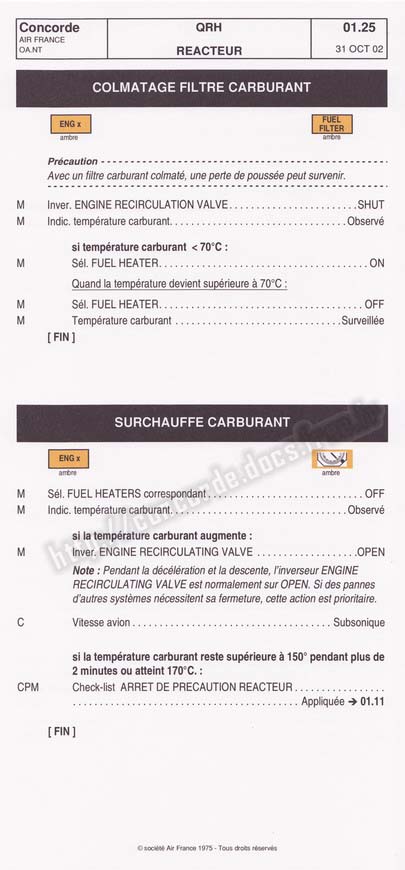 Concorde QRH 01.25
AIR FRANCE
OA.NT REACTEUR 31 OCT 02
COLMATAGE FILTRE CARBURANT
ENG x FUEL
FILTER
ambre ambre
Précaution
Avec un filtre carburant colmaté, une perte de poussée peut survenir.
M Inver. ENGINE RECIRCULATION VALVE SHUT
M Indic. température carburant. Observé
si température carburant < 70°C :
M Sél. FUEL HEATER ON
Quand la température devient supérieure à 70°C :
M Sél. FUEL HEATER OFF
M Température carburant Surveillée
[ FIN ]
SURCHAUFFE CARBURANT
ENG x
ambre ambre
M Sél. FUEL HEATERS correspondant OFF
M Indic. température carburant. Observé
si la température carburant augmente :
M Inver. ENGINE RECIRCULATING VALVE OPEN
Note : Pendant la décélération et la descente, l'inverseur ENGINE
RECIRCULATING VALVE est normalement sur OPEN. Si des pannes
d'autres systèmes nécessitent sa fermeture, cette action est prioritaire.
C Vitesse avion Subsonique
si la température carburant reste supérieure à 150° pendant plus de
2 minutes ou atteint 170°C. :
CPM Check-list ARRET DE PRECAUTION REACTEUR
Appliquée ➔ 01.11
[ FIN ]
© société Air France 1975 - Tous droits réservés